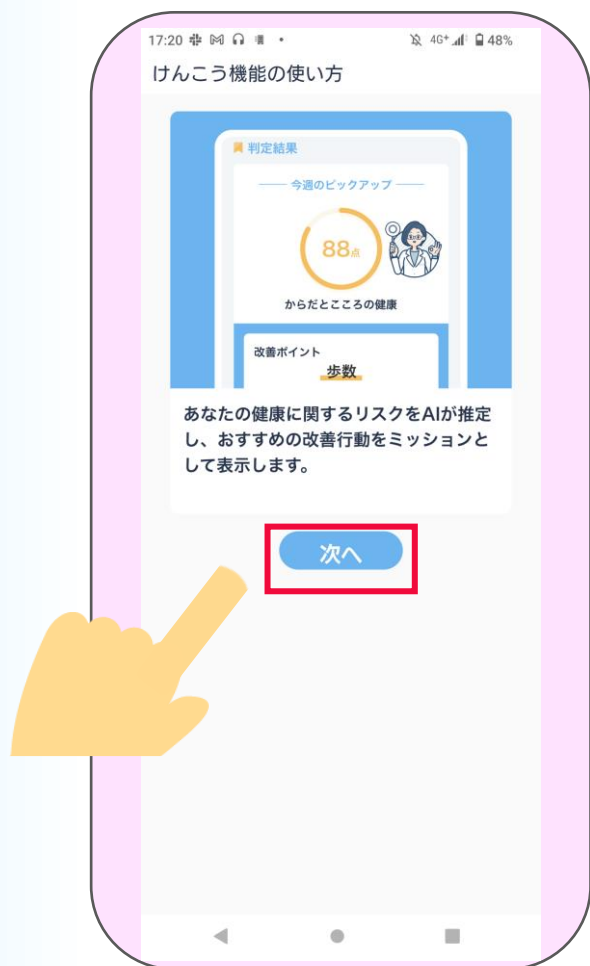 17:20 4G+ 48%
けんこう機能の使い方
判定結果
今週のピックアップ
88点
からだとこころの健康
改善ポイント
歩数
あなたの健康に関するリスクをAIが推定
し、おすすめの改善行動をミッションと
して表示します。
次へ